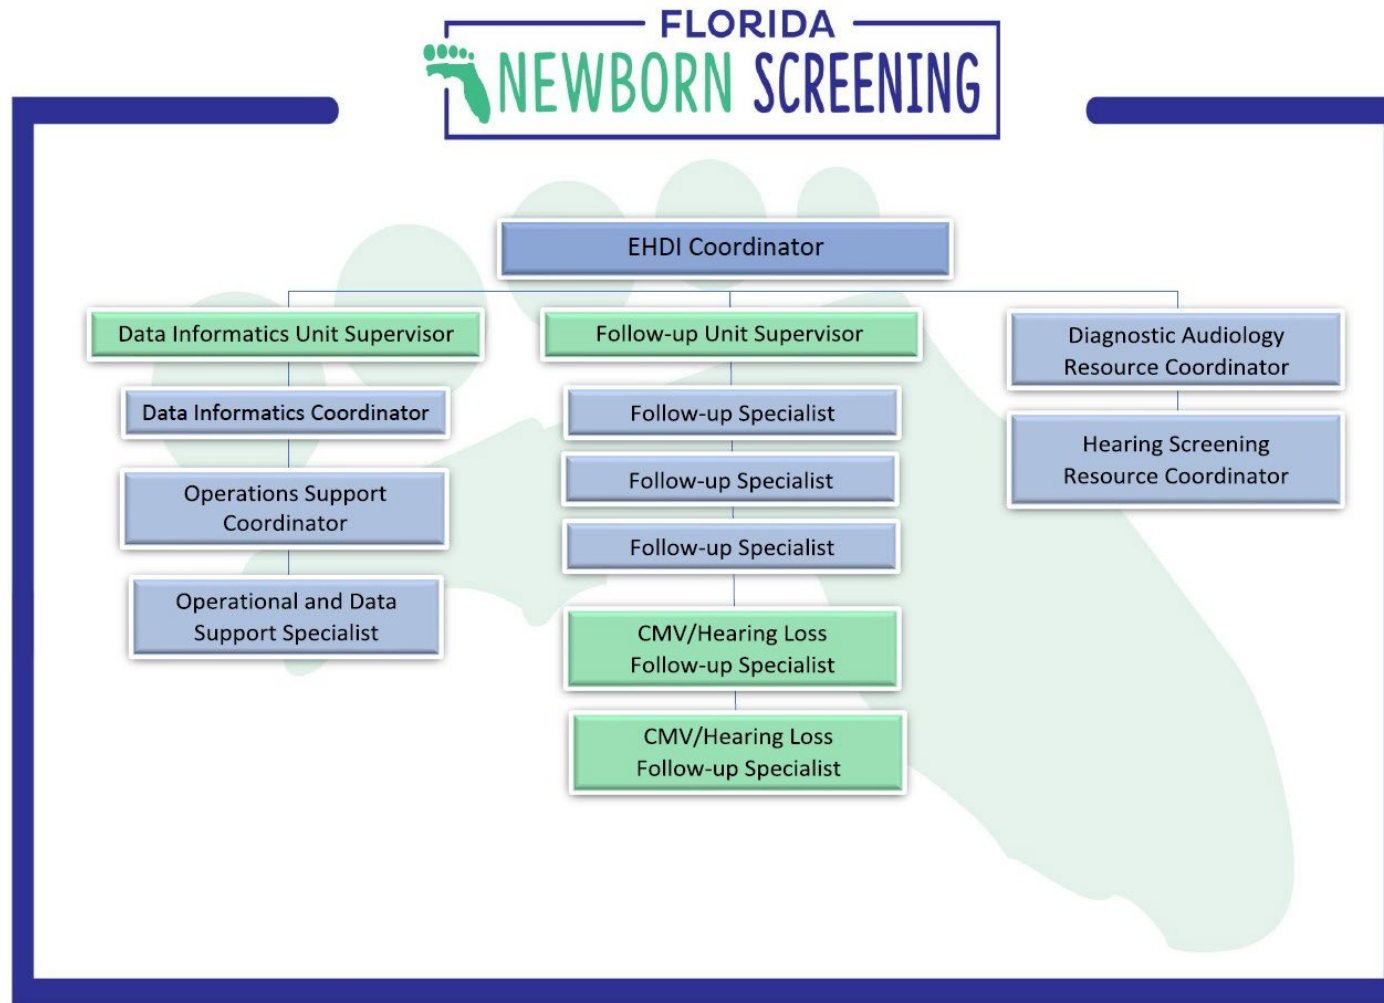 FLORIDA
NEWBORN SCREENING
EHDI Coordinator
Data Informatics Unit Supervisor
Data Informatics Coordinator
Operations Support
Coordinator
Operational and Data
Support Specialist
Follow-up Unit Supervisor
Follow-up Specialist
Follow-up Specialist
Follow-up Specialist
CMV/Hearing Loss
Follow-up Specialist
CMV/Hearing Loss
Follow-up Specialist
Diagnostic Audiology
Resource Coordinator
Hearing Screening
Resource Coordinator